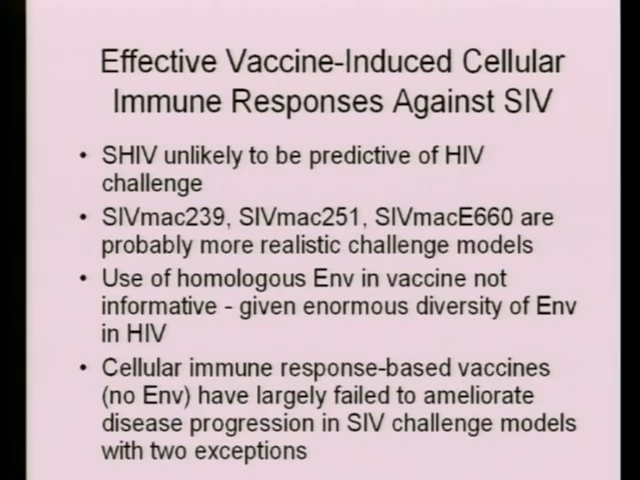 Effective Vaccine-Induced Cellular
Immune Responses Against SIV
• SHIV unlikely to be predictive of HIV
challenge
• SIVmac239, SIVmac251, SIVmacE660 are
probably more realistic challenge models
• Use of homologous Env in vaccine not
informative - given enormous diversity of Env
in HIV
• Cellular immune response-based vaccines
(no Env) have largely failed to ameliorate
disease progression in SIV challenge models
with two exceptions